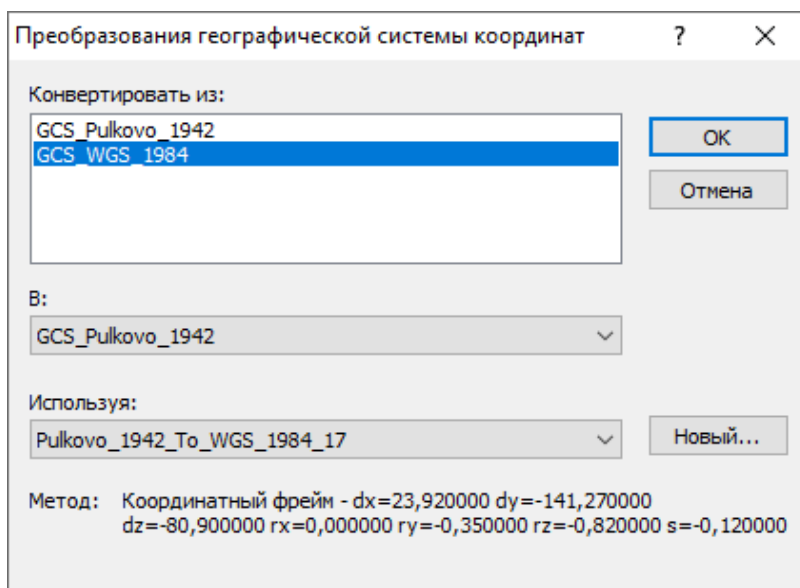 Преобразования географической системы координат
?
Конвертировать из:
GCS_Pulkovo_1942
GCS_WGS_1984
OK
Отмена
В:
GCS_Pulkovo_1942
Используя:
Pulkovo_1942_To_WGS_1984_17
Новый...
Метод: Координатный фрейм - dx=23,920000 dy=-141,270000
dz=-80,900000 rx=0,000000 ry=-0,350000 rz=-0,820000 s=-0,120000